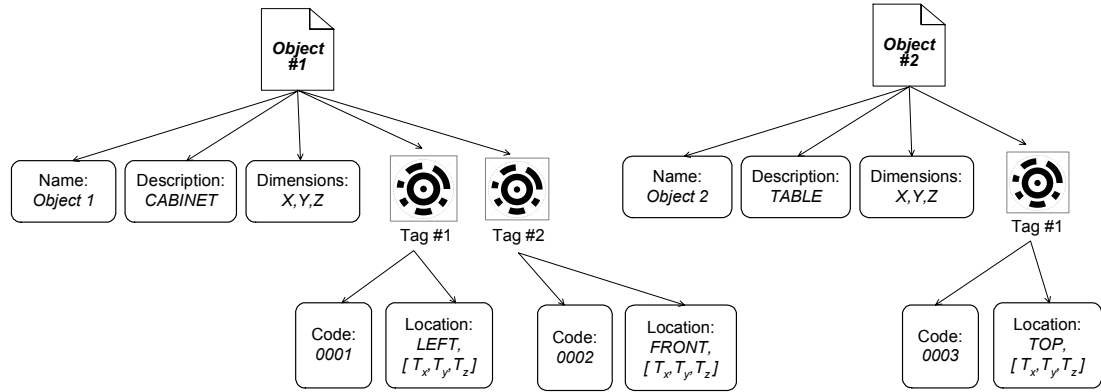 Object
#1
Name:
Object 1
Description:
CABINET
Dimensions:
X,Y,Z
Tag #1
Tag #2
Code:
0001
Location:
LEFT,
[ Tx,Ty,Tz ]
Code:
0002
Location:
FRONT,
[ Tx,Ty,Tz ]
Object
#2
Name:
Object 2
Description:
TABLE
Dimensions:
X,Y,Z
Tag #1
Code:
0003
Location:
TOP,
[ Tx,Ty,Tz ]